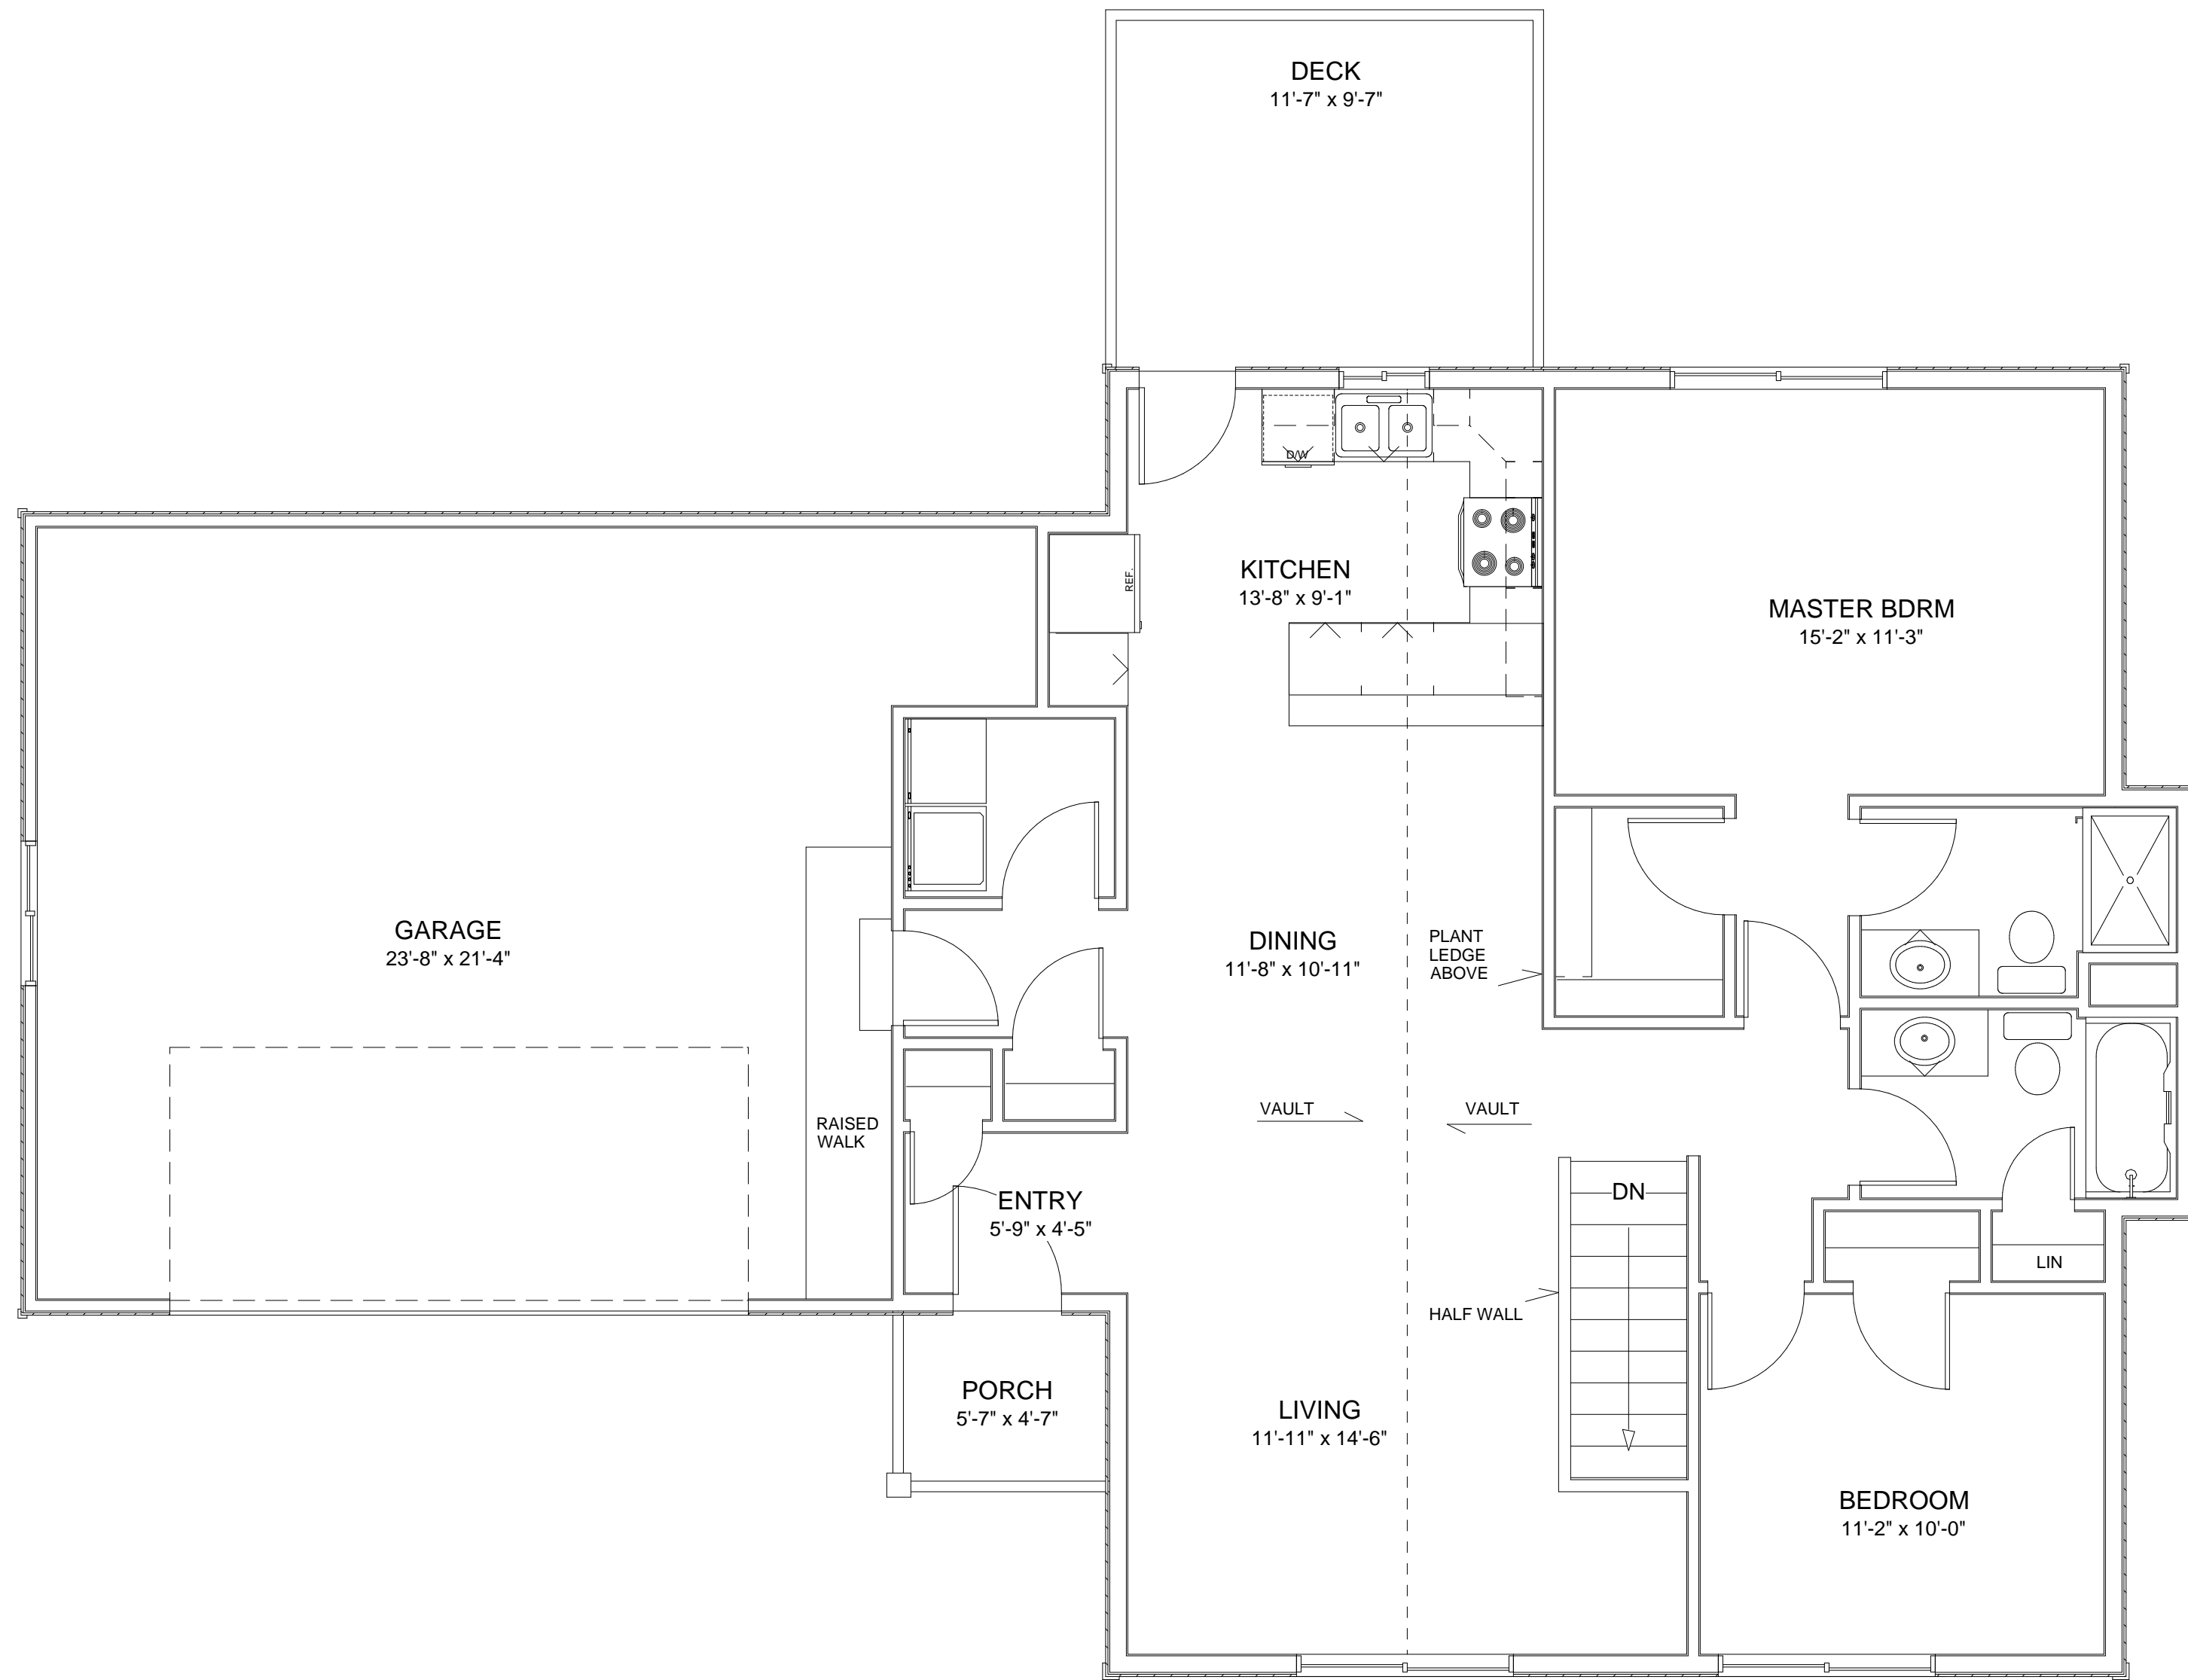 DECK
11'-7" x 9'-7"
D/W
REF.
KITCHEN
13'-8" x 9'-1"
MASTER BDRM
15'-2" x 11'-3"
GARAGE
23'-8" x 21'-4"
DINING
11'-8" x 10'-11"
PLANT
LEDGE
ABOVE
VAULT
VAULT
RAISED
WALK
ENTRY
5'-9" x 4'-5"
DN
LIN
HALF WALL
PORCH
5'-7" x 4'-7"
LIVING
11'-11" x 14'-6"
BEDROOM
11'-2" x 10'-0"